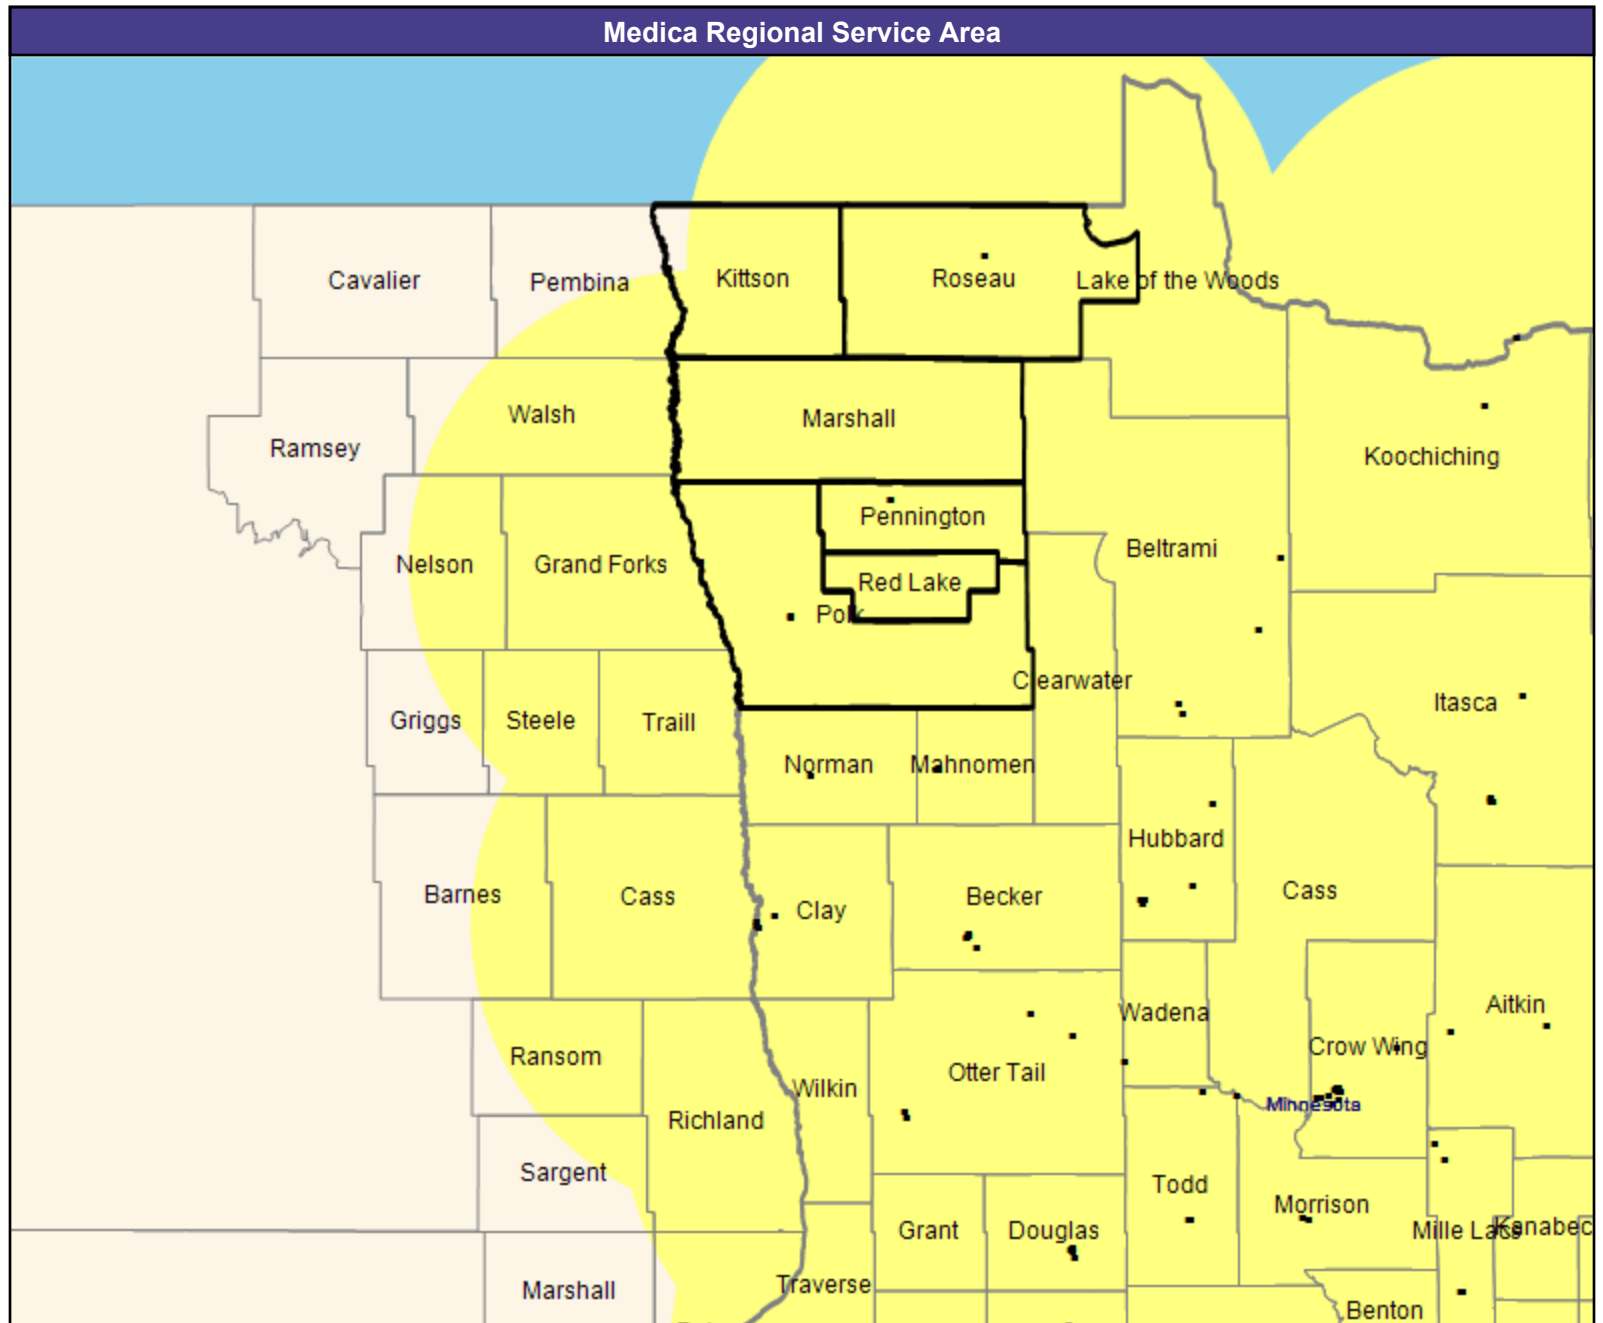 Medica Regional Service Area
Cavalier
Pembina
Kittson
Roseau
Lake of the Woods
Walsh
Marshall
Ramsey
Koochiching
Pennington
Beltrami
Nelson
Grand Forks
Red Lake
Polk
Clearwater
Itasca
Griggs
Steele
Traill
Norman
Mahnomen
Hubbard
Barnes
Cass
Clay
Becker
Cass
Aitkin
Wadena
Crow Wing
Ransom
Otter Tail
Wilkin
Minnesota
Richland
Sargent
Todd
Morrison
Grant
Douglas
Mille Lacs
Kanabec
Marshall
Traverse
Benton